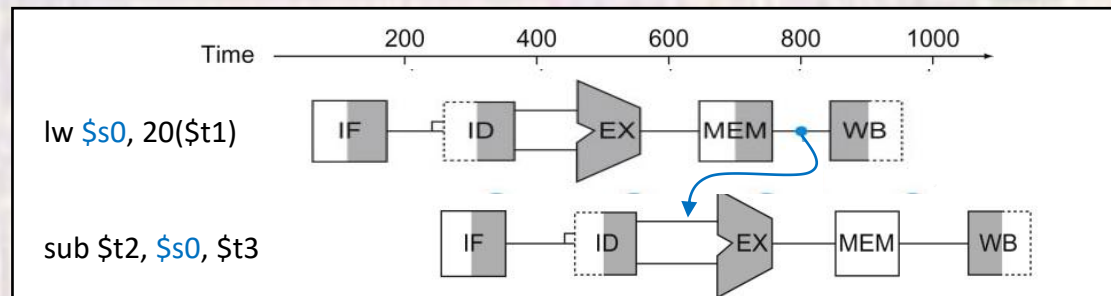 Time 200 400 600 800 1000
lw $s0, 20($t1) IF ID EX MEM WB
sub $t2, $s0, $t3 IF ID EX MEM WB